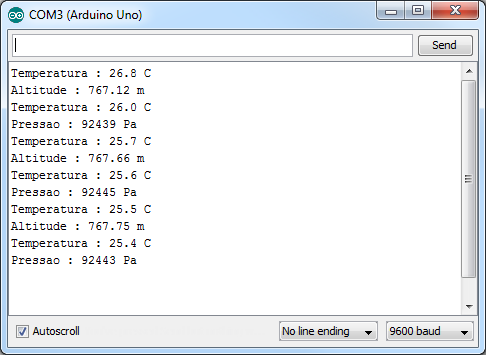 COM3 (Arduino Uno)
Send
Temperatura : 26.8 C
Altitude : 767.12 m
Temperatura : 26.0 C
Pressao : 92439 Pa
Temperatura : 25.7 C
Altitude : 767.66 m
Temperatura : 25.6 C
Pressao : 92445 Pa
Temperatura : 25.5 C
Altitude : 767.75 m
Temperatura : 25.4 C
Pressao : 92443 Pa
Autoscroll
No line ending
9600 baud